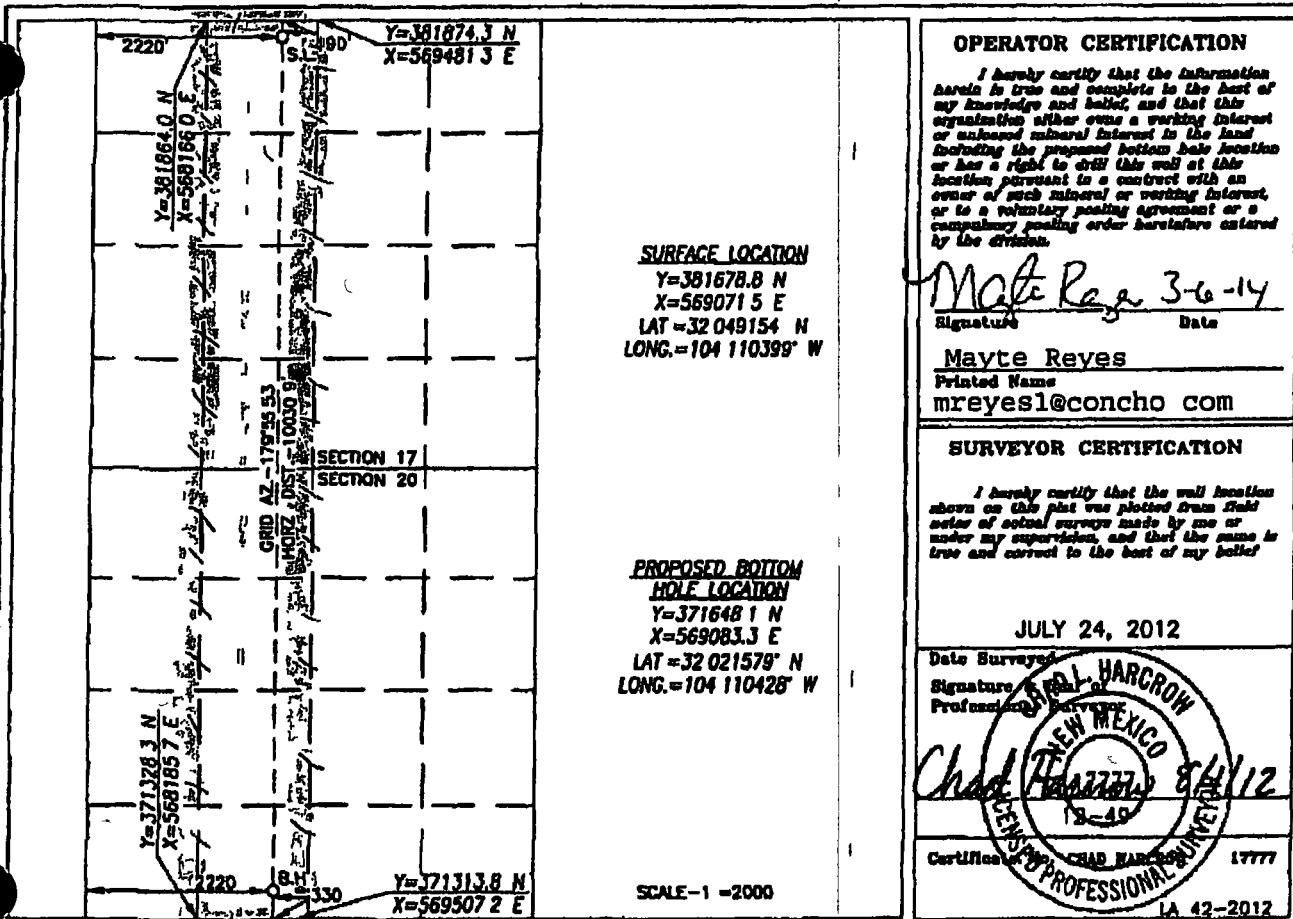 2220
S.L.
190
Y=381874.3 N
X=569481 3 E
Y=381864.0 N
X=568166 0 E
GRID AZ -179°55 53
HORZ DIST -10030 9
SECTION 17
SECTION 20
Y=371328 3 N
X=568185 7 E
2220
B.H
330
Y=371313.8 N
X=569507 2 E
SURFACE LOCATION
Y=381678.8 N
X=569071 5 E
LAT =32 049154 N
LONG.=104 110399° W
PROPOSED BOTTOM
HOLE LOCATION
Y=371648 1 N
X=569083.3 E
LAT =32 021579° N
LONG.=104 110428° W
SCALE-1 =2000
OPERATOR CERTIFICATION
I hereby certify that the information
herein is true and complete to the best of
my knowledge and belief, and that this
organization either owns a working interest
or unleased mineral interest in the land
including the proposed bottom hole location
or has a right to drill this well at this
location pursuant to a contract with an
owner of such mineral or working interest,
or to a voluntary pooling agreement or a
compulsory pooling order heretofore entered
by the division.
3-6-14
Signature Date
Mayte Reyes
Printed Name
mreyes1@concho com
SURVEYOR CERTIFICATION
I hereby certify that the well location
shown on this plat was plotted from field
notes of actual surveys made by me or
under my supervision, and that the same is
true and correct to the best of my belief
JULY 24, 2012
Date Surveyed
Signature & Seal of
Professional Surveyor
CHAD L. HARCROW
NEW MEXICO
17777
LICENSED PROFESSIONAL SURVEYOR
Chad Harcrow 8/1/12
12-49
Certificate No. CHAD HARCROW 17777
LA 42-2012